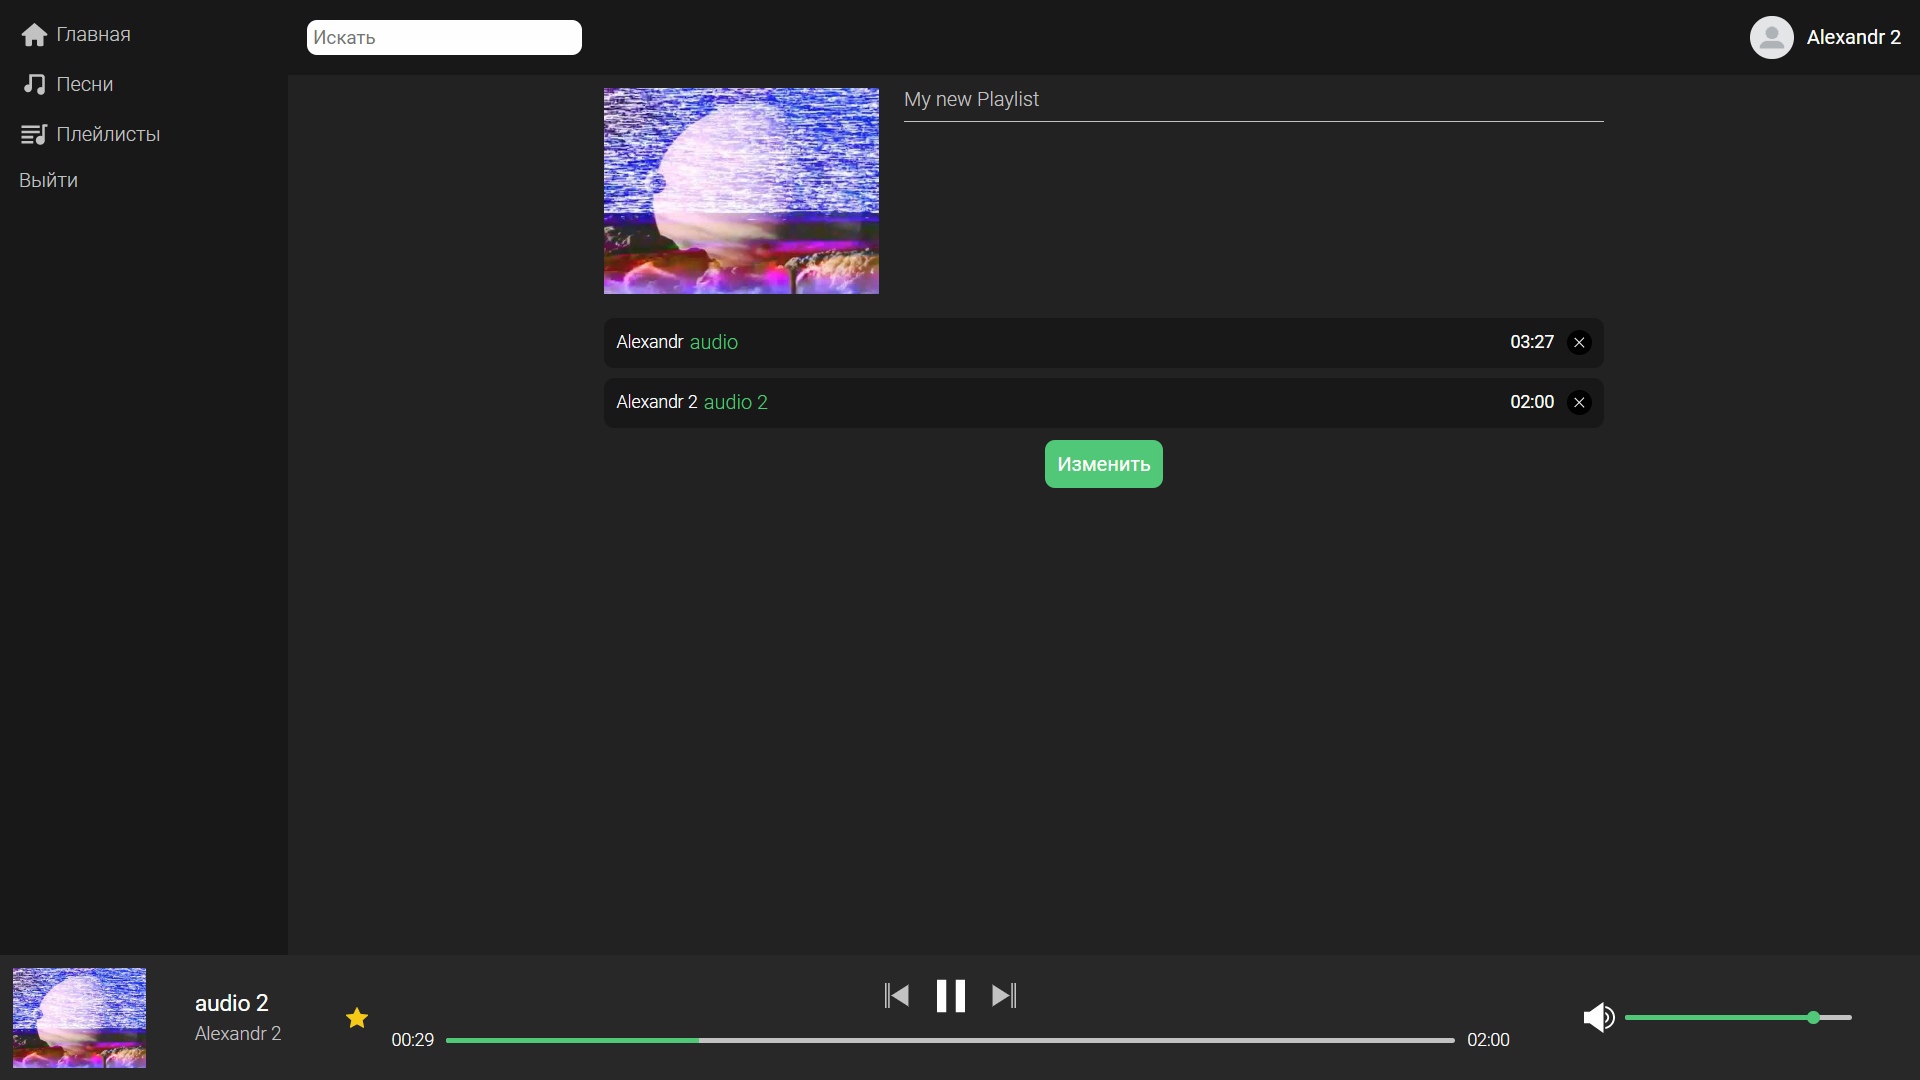 Главная
Песни
Плейлисты
Выйти
Искать
Alexandr 2
My new Playlist
Alexandr audio 03:27
Alexandr 2 audio 2 02:00
Изменить
audio 2
Alexandr 2
00:29 02:00